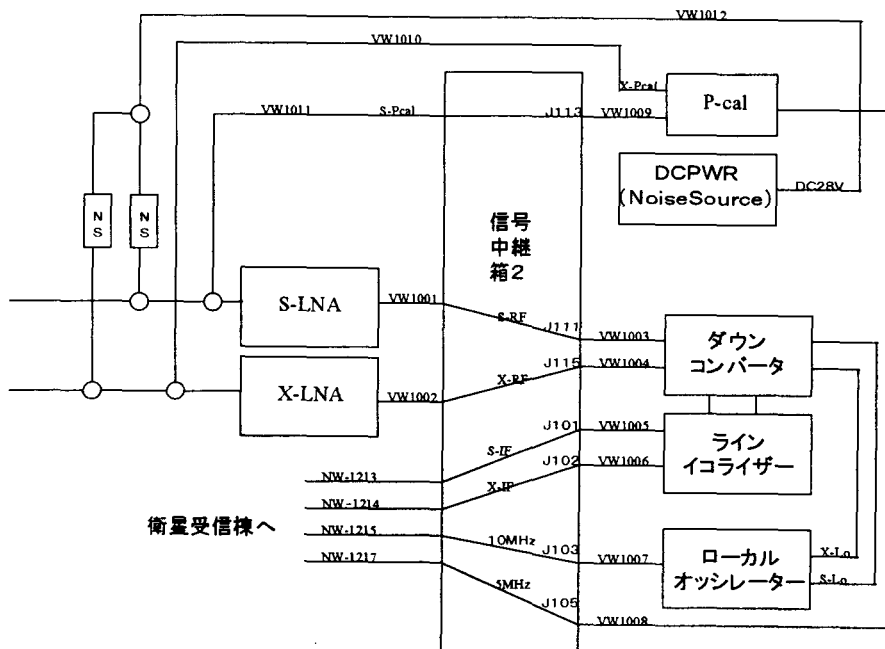 VW1012
VW1010
X-Pcal
P-cal
VW1011
S-Pcal
J113
VW1009
DCPWR
(NoiseSource)
DC28V
NS
NS
信号
中継
箱2
S-LNA
VW1001
S-RF
J111
VW1003
ダウン
コンバータ
J115
VW1004
X-LNA
VW1002
X-RF
J101
VW1005
ライン
イコライザー
S-IF
J102
VW1006
X-IF
NW-1213
NW-1214
衛星受信棟へ
NW-1215
10MHz
J103
VW1007
ローカル
オッシレーター
X-Lo
S-Lo
NW-1217
5MHz
J105
VW1008